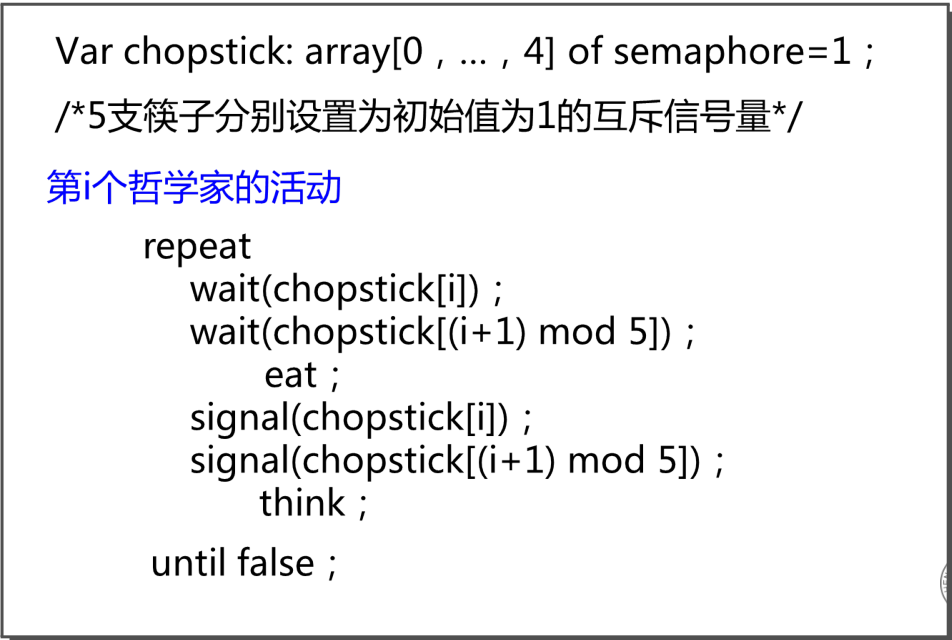 Var chopstick: array[0，…，4] of semaphore=1；
/*5支筷子分别设置为初始值为1的互斥信号量*/
第i个哲学家的活动
repeat
wait(chopstick[i])；
wait(chopstick[(i+1) mod 5])；
eat；
signal(chopstick[i])；
signal(chopstick[(i+1) mod 5])；
think；
until false；